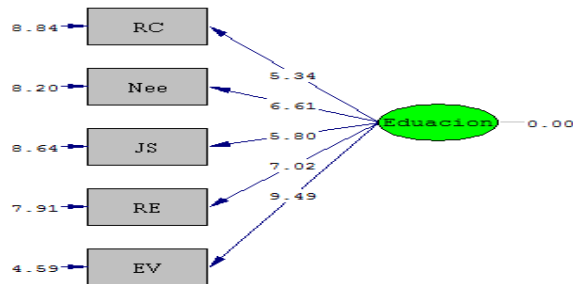 8.84 RC
5.34
8.20 Nee
6.61
Eduacion 0.00
8.64 JS
5.80
7.02
7.91 RE
9.49
4.59 EV